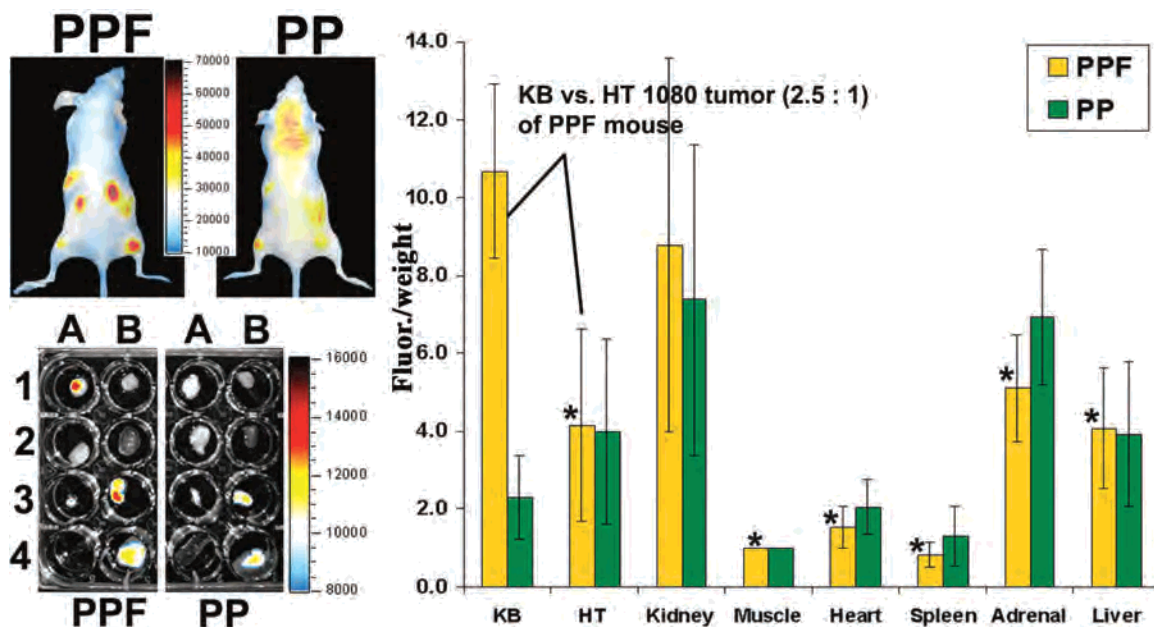 PPF PP
70000
60000
50000
40000
30000
20000
10000
A B A B
1
2
3
4
PPF PP
16000
14000
12000
10000
8000
14.0
12.0
10.0
8.0
6.0
4.0
2.0
0.0
Fluor./weight
KB vs. HT 1080 tumor (2.5 : 1)
of PPF mouse
PPF
PP
* * * * * *
KB HT Kidney Muscle Heart Spleen Adrenal Liver